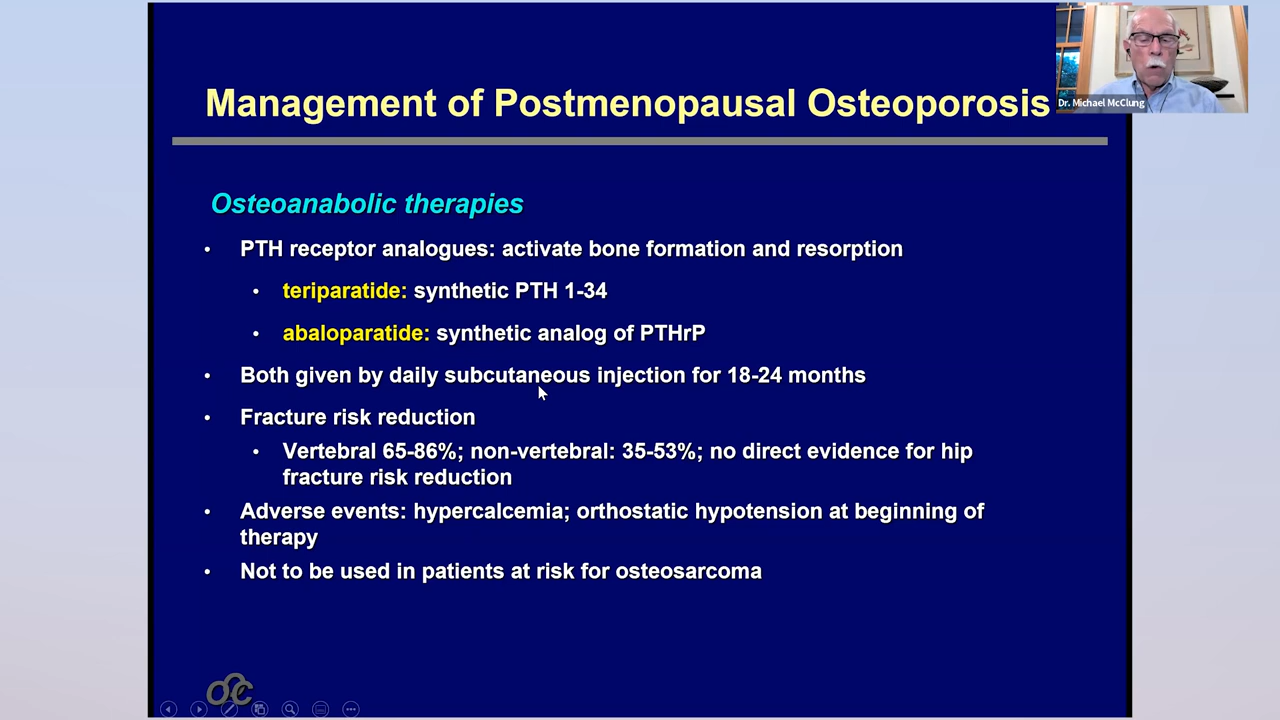 Management of Postmenopausal Osteoporosis
Dr. Michael McClung
Osteoanabolic therapies
• PTH receptor analogues: activate bone formation and resorption
• teriparatide: synthetic PTH 1-34
• abaloparatide: synthetic analog of PTHrP
• Both given by daily subcutaneous injection for 18-24 months
• Fracture risk reduction
• Vertebral 65-86%; non-vertebral: 35-53%; no direct evidence for hip
fracture risk reduction
• Adverse events: hypercalcemia; orthostatic hypotension at beginning of
therapy
• Not to be used in patients at risk for osteosarcoma
OOC